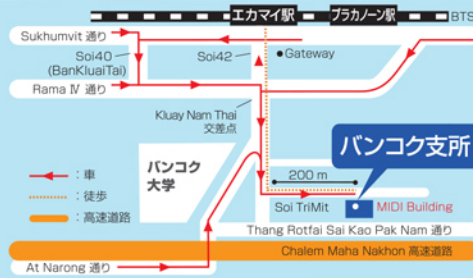 エカマイ駅
プラカノーン駅
BTS
Sukhumvit 通り
Soi40
(BanKluaiTai)
Soi42
Gateway
Rama Ⅳ 通り
Kluay Nam Thai
交差点
バンコク
大学
バンコク支所
200 m
：車
：徒歩
：高速道路
Soi TriMit
MIDI Building
Thang Rotfai Sai Kao Pak Nam 通り
Chalem Maha Nakhon 高速道路
At Narong 通り